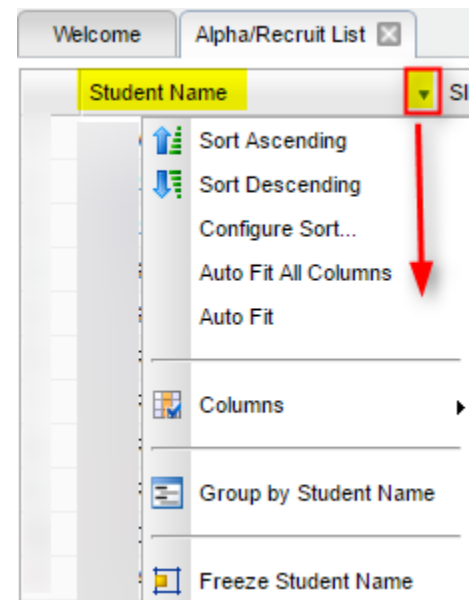 Welcome
Alpha/Recruit List
Student Name
Sort Ascending
Sort Descending
Configure Sort...
Auto Fit All Columns
Auto Fit
Columns
Group by Student Name
Freeze Student Name